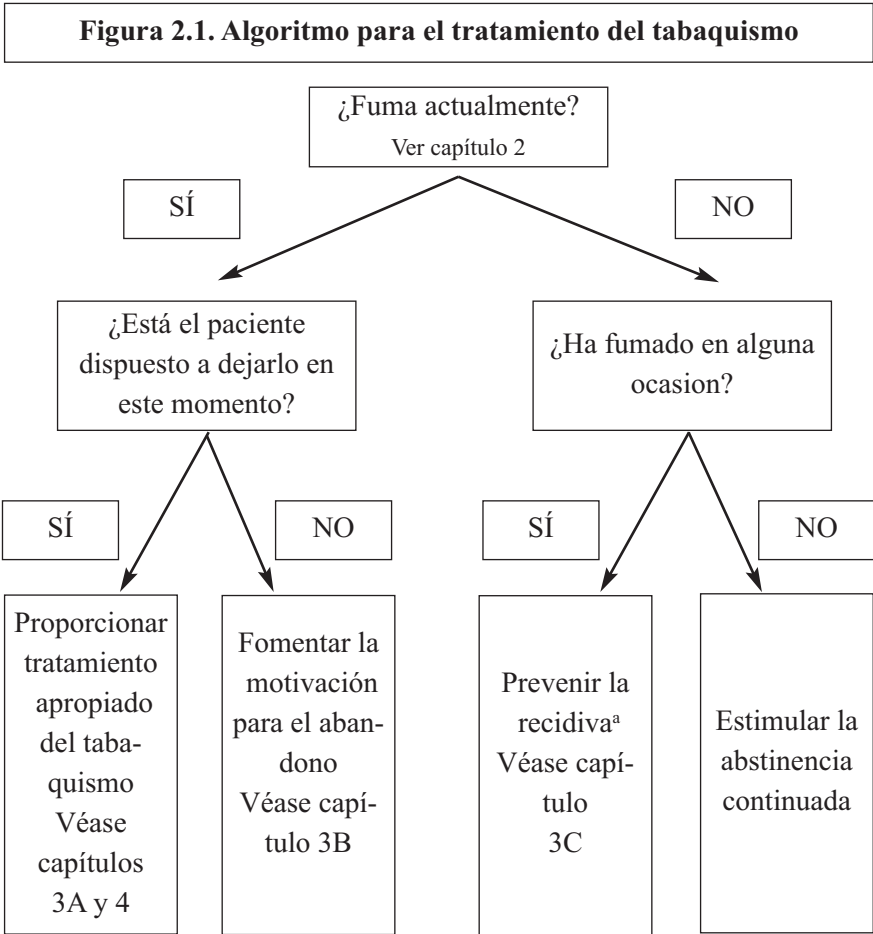 Figura 2.1. Algoritmo para el tratamiento del tabaquismo
¿Fuma actualmente?
Ver capítulo 2
SÍ
NO
¿Está el paciente
dispuesto a dejarlo en
este momento?
¿Ha fumado en alguna
ocasion?
SÍ
NO
SÍ
NO
Proporcionar
tratamiento
apropiado
del taba-
quismo
Véase
capítulos
3A y 4
Fomentar la
motivación
para el aban-
dono
Véase capí-
tulo 3B
Prevenir la
recidivaᵃ
Véase capí-
tulo
3C
Estimular la
abstinencia
continuada